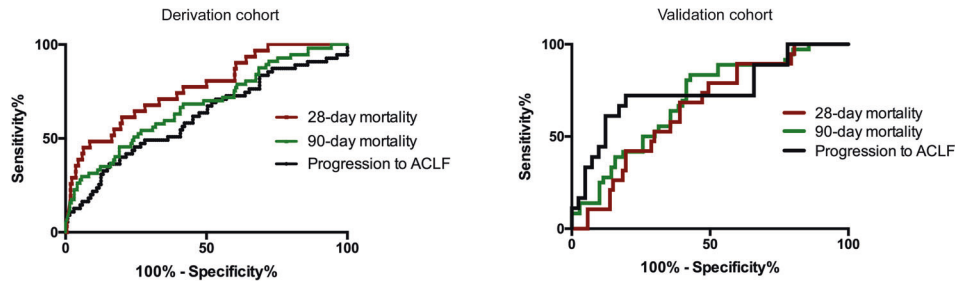 Derivation cohort
100
50
0
Sensitivity%
28-day mortality
90-day mortality
Progression to ACLF
0 50 100
100% - Specificity%
Validation cohort
100
50
0
Sensitivity%
28-day mortality
90-day mortality
Progression to ACLF
0 50 100
100% - Specificity%